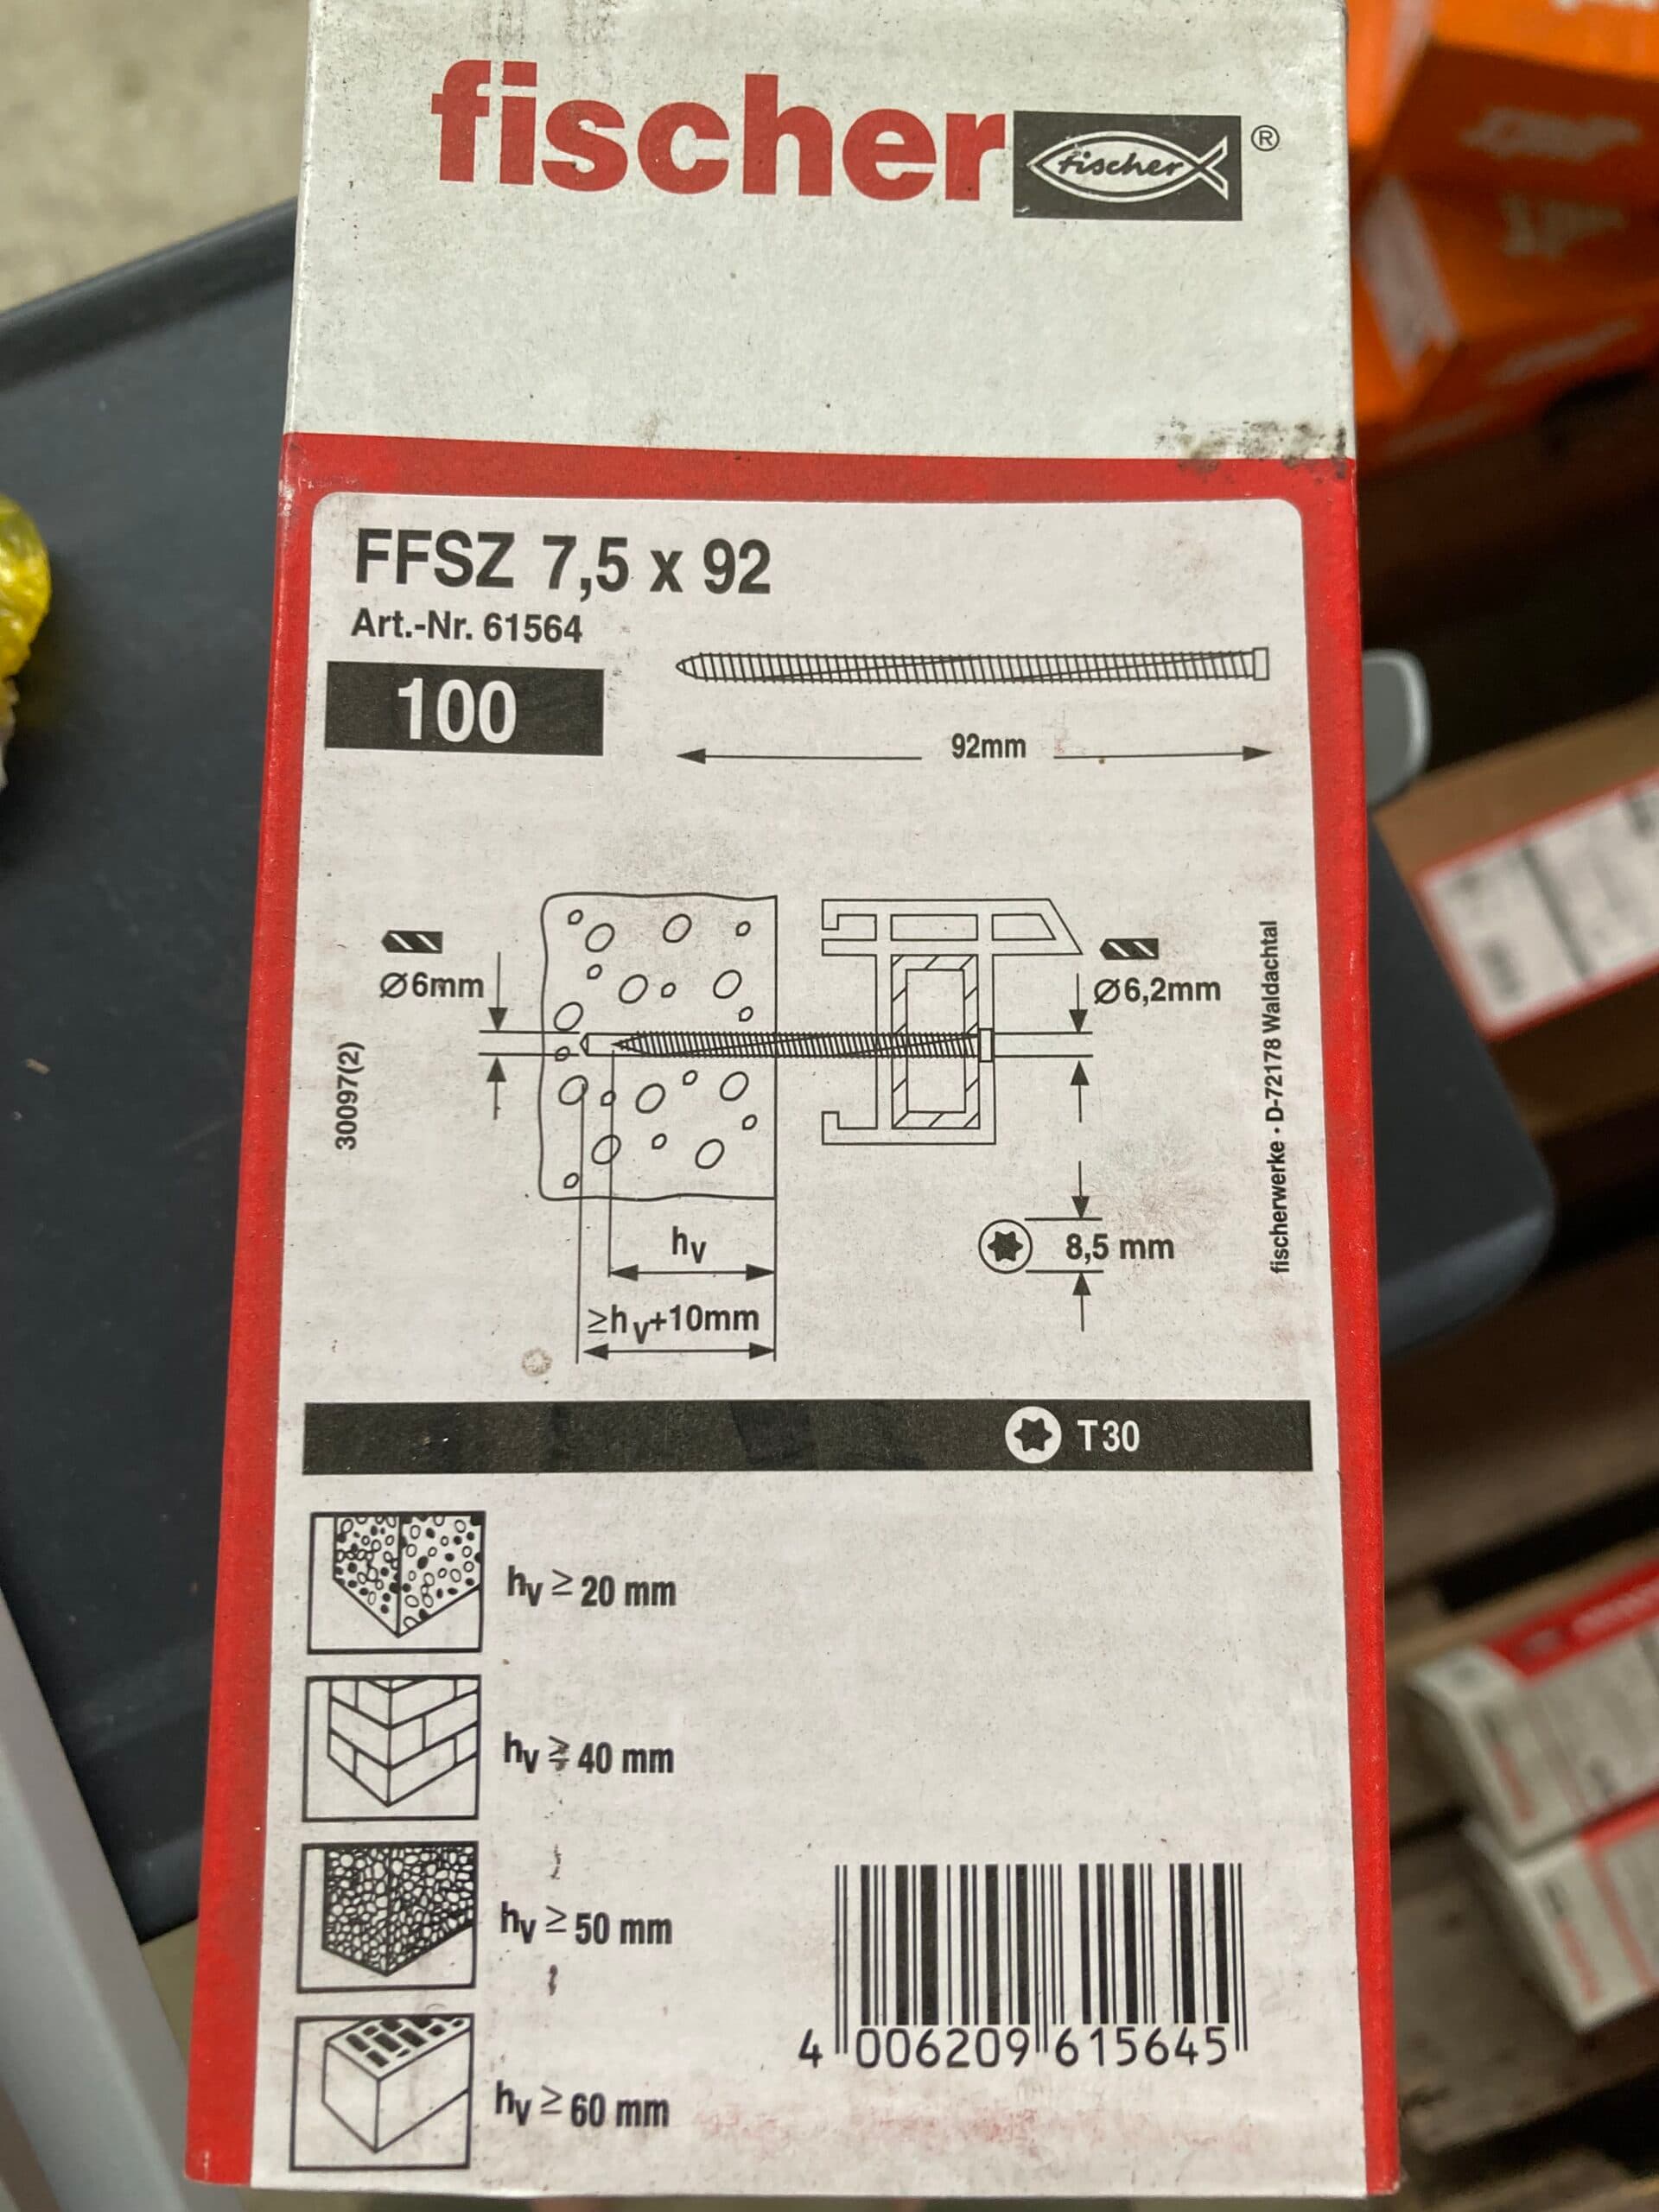 fischer fischer ®
FFSZ 7,5 x 92
Art.-Nr. 61564
100
92mm
Ø6mm
Ø6,2mm
30097(2)
fischerwerke • D-72178 Waldachtal
hv
8,5 mm
≥hv+10mm
T30
hv ≥ 20 mm
hv ≥ 40 mm
hv ≥ 50 mm
hv ≥ 60 mm
4 006209 615645